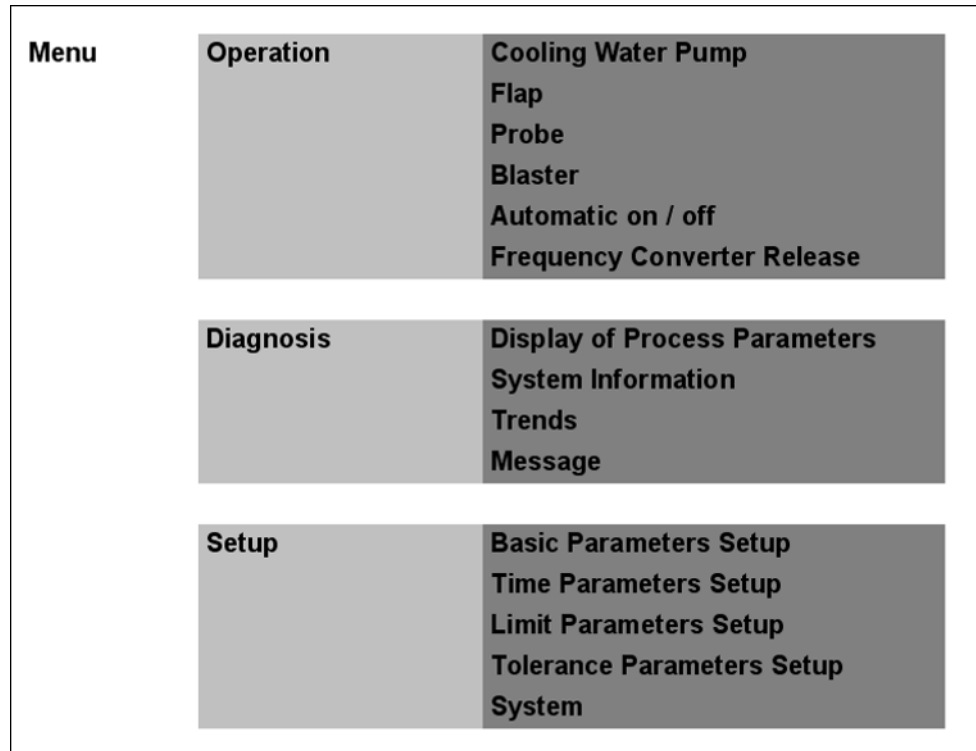 Menu Operation Cooling Water Pump
Flap
Probe
Blaster
Automatic on / off
Frequency Converter Release
Diagnosis Display of Process Parameters
System Information
Trends
Message
Setup Basic Parameters Setup
Time Parameters Setup
Limit Parameters Setup
Tolerance Parameters Setup
System